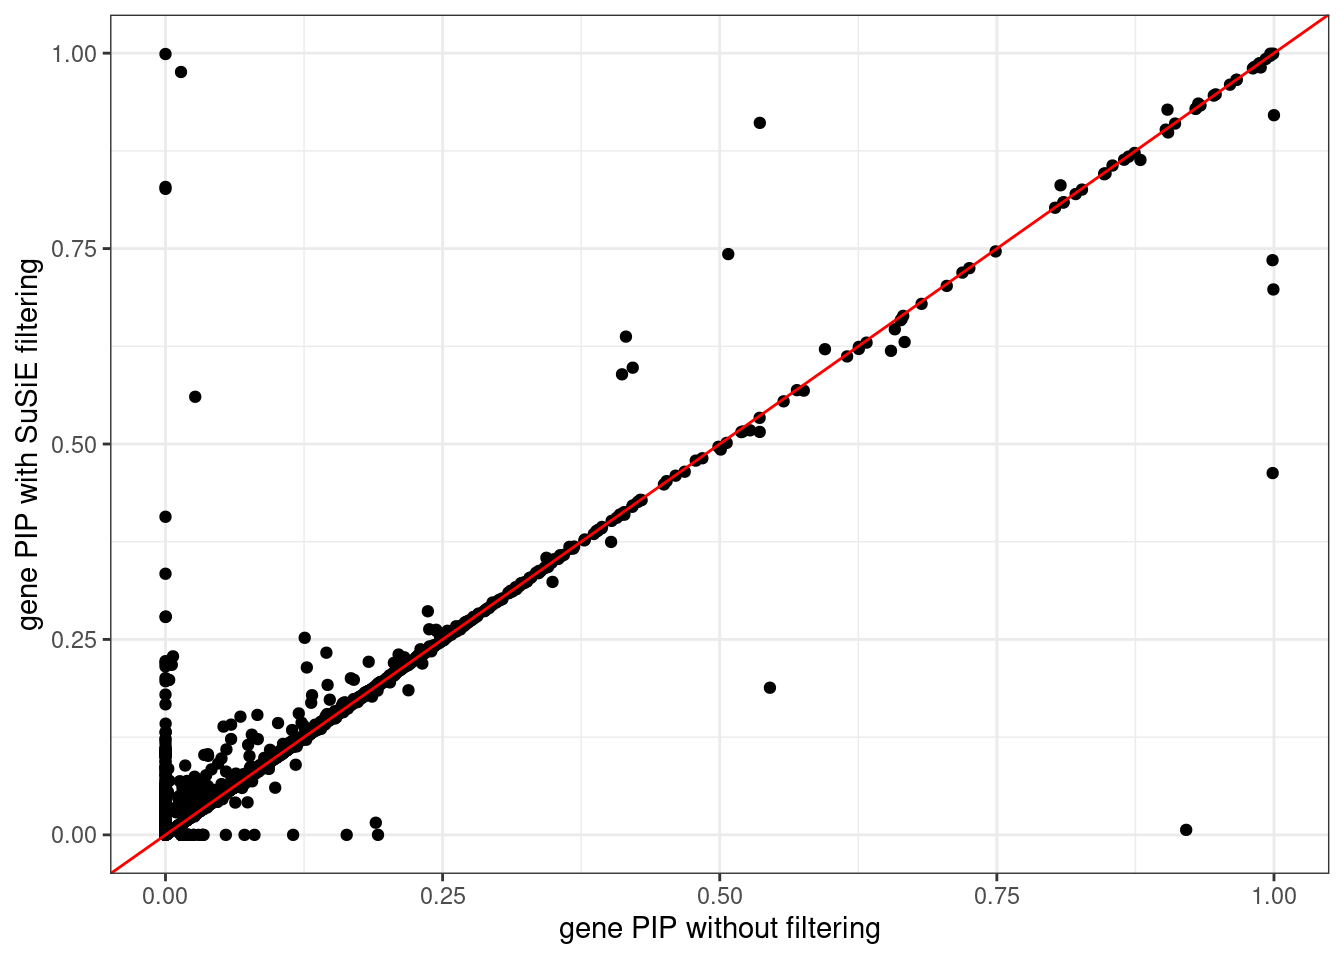 1.00
0.75
0.50
0.25
0.00
gene PIP with SuSiE filtering
0.00 0.25 0.50 0.75 1.00
gene PIP without filtering